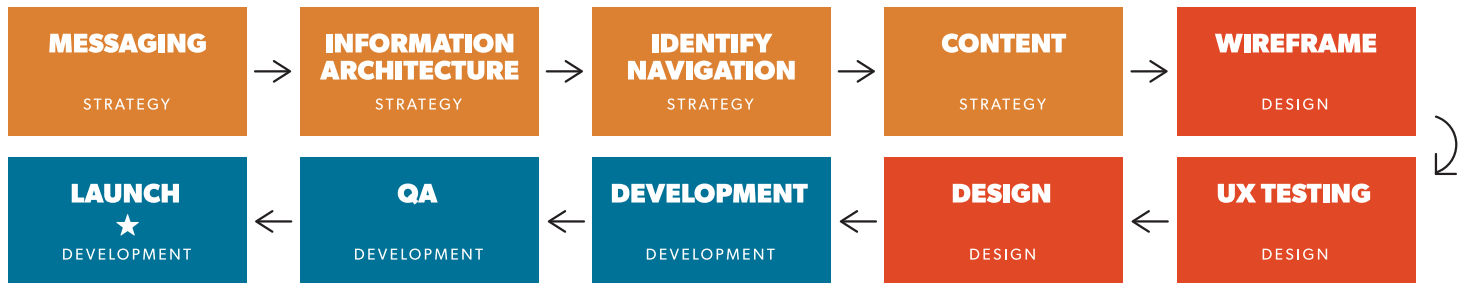 MESSAGING
STRATEGY
INFORMATION
ARCHITECTURE
STRATEGY
IDENTIFY
NAVIGATION
STRATEGY
CONTENT
STRATEGY
WIREFRAME
DESIGN
UX TESTING
DESIGN
DESIGN
DESIGN
DEVELOPMENT
DEVELOPMENT
QA
DEVELOPMENT
LAUNCH
DEVELOPMENT